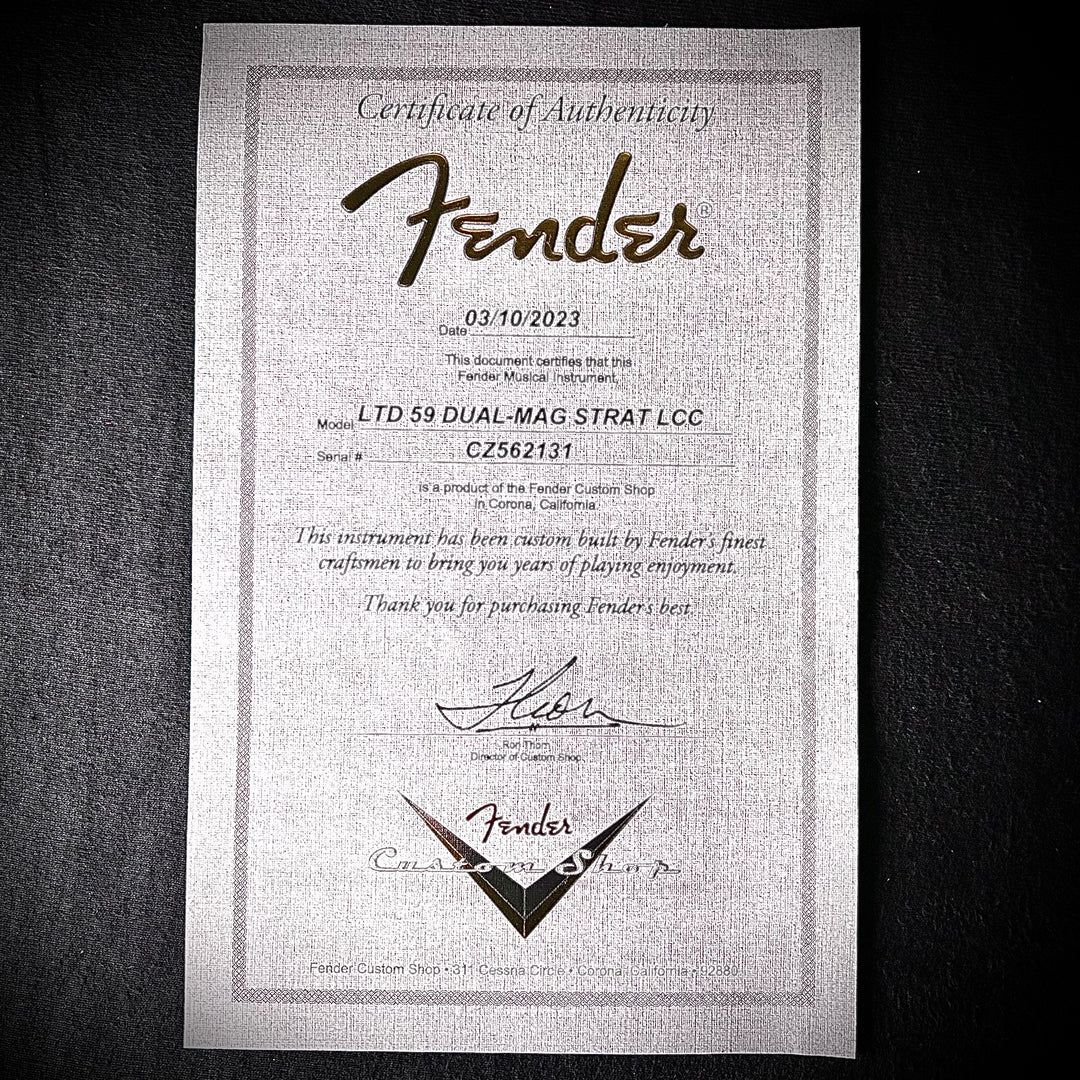 Certificate of Authenticity
Fender®
Date 03/10/2023
This document certifies that this
Fender Musical Instrument,
Model LTD 59 DUAL-MAG STRAT LCC
Serial # CZ562131
is a product of the Fender Custom Shop
in Corona, California.
This instrument has been custom built by Fender's finest
craftsmen to bring you years of playing enjoyment.
Thank you for purchasing Fender's best.
Ron Thorn
Director of Custom Shop
Fender
Custom Shop
Fender Custom Shop • 311 Cessna Circle • Corona, California • 92880